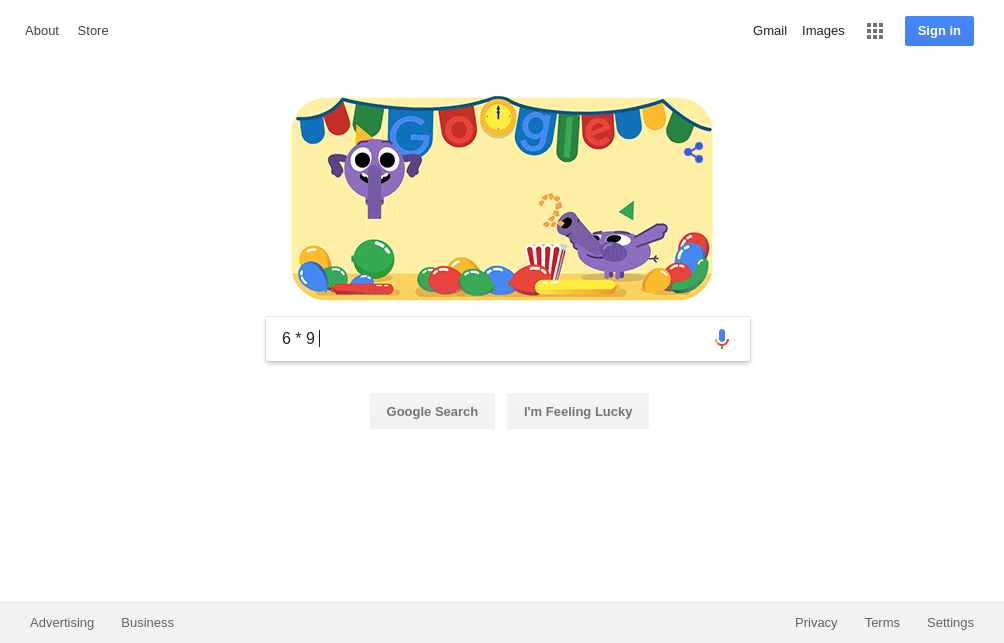 About Store
Gmail Images Sign in
Google
6 * 9
Google Search I'm Feeling Lucky
Advertising Business
Privacy Terms Settings